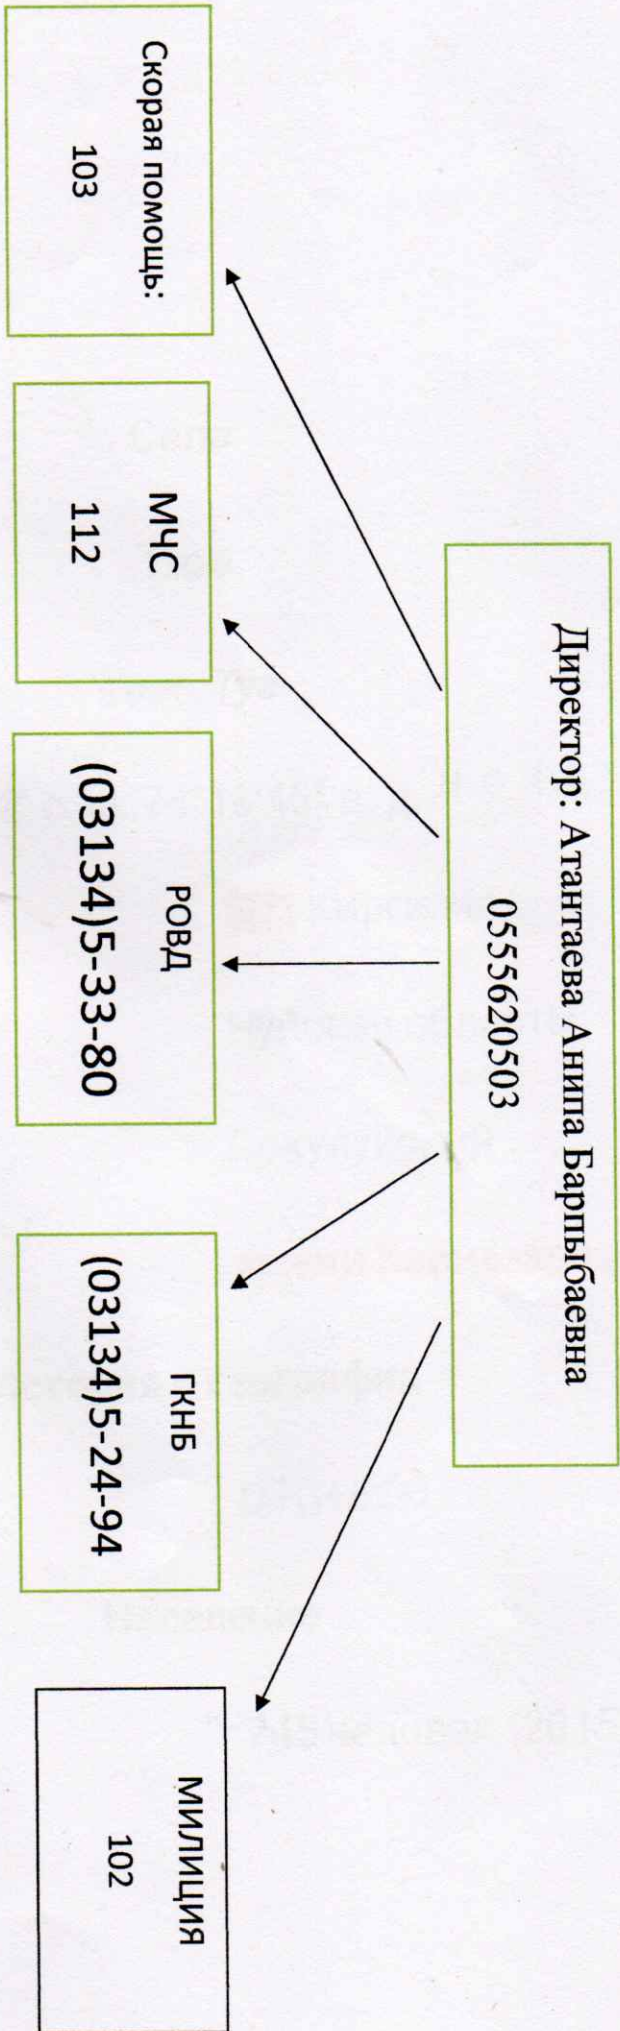 Директор: Атантаева Анипа Барпыбаевна
0555620503
Скорая помощь:
103
МЧС
112
РОВД
(03134)5-33-80
ГКНБ
(03134)5-24-94
МИЛИЦИЯ
102